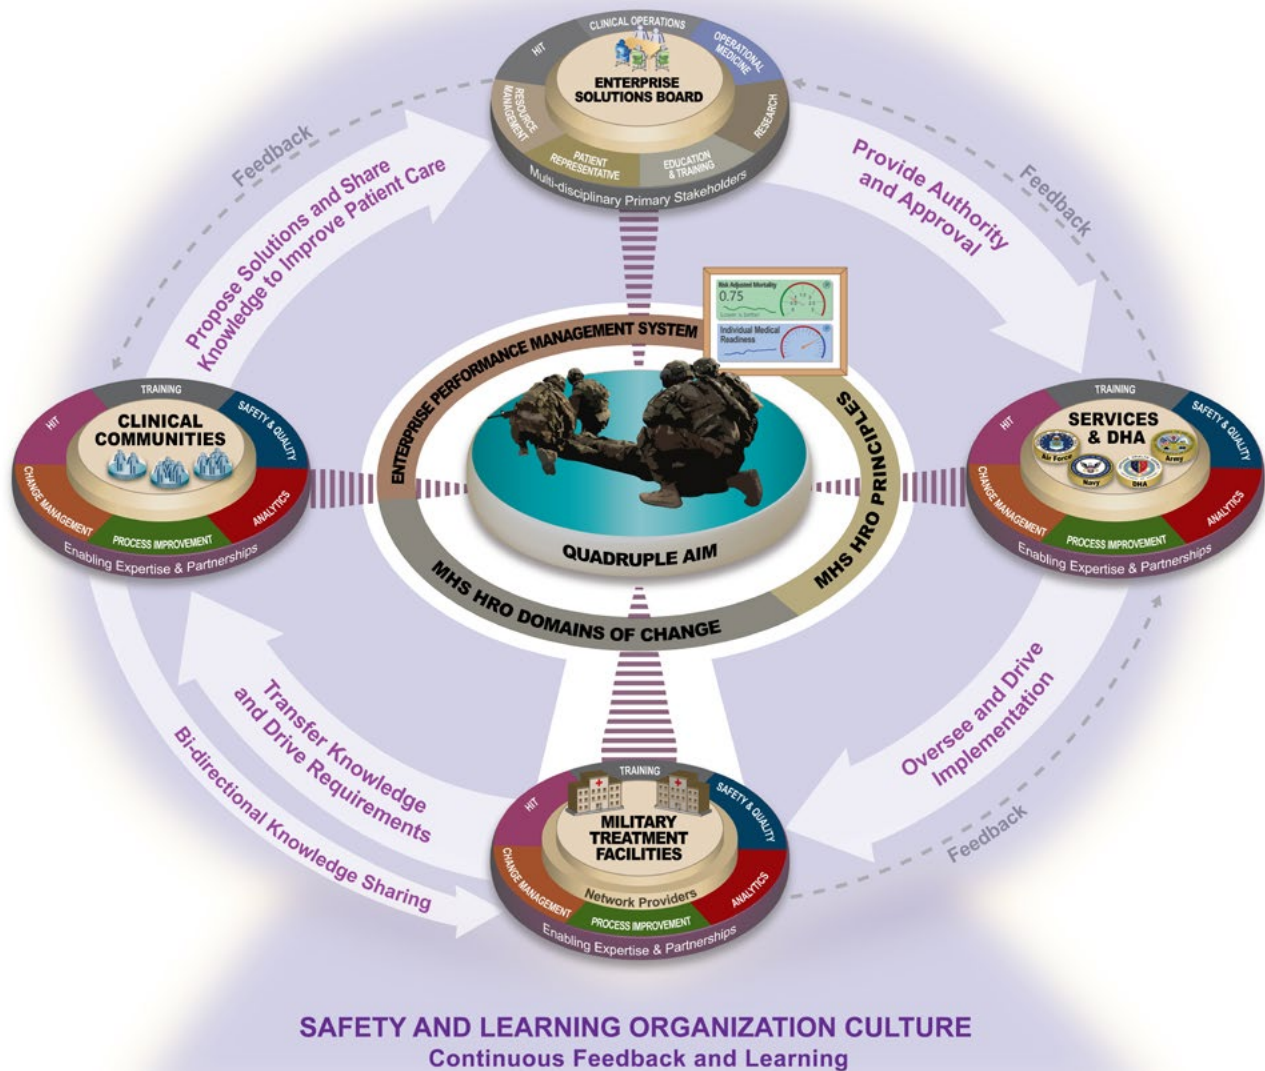 CLINICAL OPERATIONS
HIT
OPERATIONAL
MEDICINE
ENTERPRISE
SOLUTIONS BOARD
RESOURCE
MANAGEMENT
RESEARCH
PATIENT
REPRESENTATIVE
EDUCATION
& TRAINING
Multi-disciplinary Primary Stakeholders
Feedback
Propose Solutions and Share
Knowledge to Improve Patient Care
Provide Authority
and Approval
Feedback
Risk Adjusted Mortality
0.75
Lower is better
Individual Medical
Readiness
ENTERPRISE PERFORMANCE MANAGEMENT SYSTEM
MHS HRO PRINCIPLES
MHS HRO DOMAINS OF CHANGE
QUADRUPLE AIM
TRAINING
HIT
SAFETY & QUALITY
CLINICAL
COMMUNITIES
CHANGE MANAGEMENT
ANALYTICS
PROCESS IMPROVEMENT
Enabling Expertise & Partnerships
TRAINING
HIT
SAFETY & QUALITY
SERVICES
& DHA
Air Force
Army
Navy
DHA
CHANGE MANAGEMENT
ANALYTICS
PROCESS IMPROVEMENT
Enabling Expertise & Partnerships
Transfer Knowledge
and Drive Requirements
Bi-directional Knowledge Sharing
Oversee and Drive
Implementation
Feedback
TRAINING
HIT
SAFETY & QUALITY
MILITARY
TREATMENT
FACILITIES
Network Providers
CHANGE MANAGEMENT
ANALYTICS
PROCESS IMPROVEMENT
Enabling Expertise & Partnerships
SAFETY AND LEARNING ORGANIZATION CULTURE
Continuous Feedback and Learning